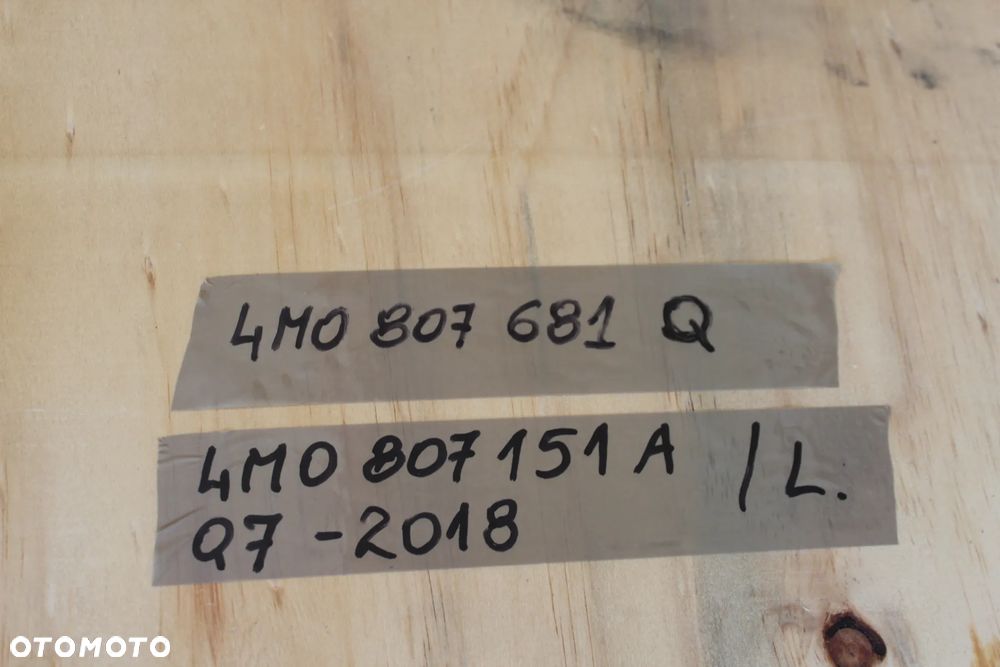 4M0 807 681 Q
4M0 807 151 A / L.
Q7 - 2018
OTOMOTO